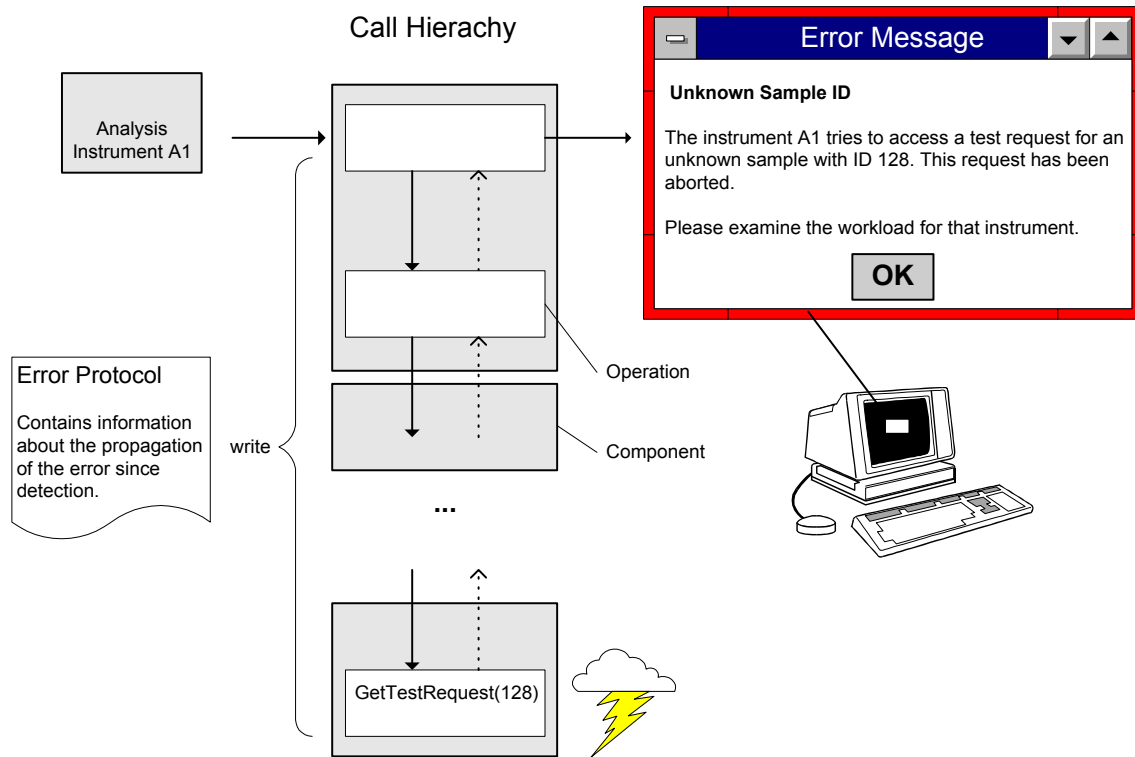 Call Hierachy
Analysis
Instrument A1
Error Message
Unknown Sample ID
The instrument A1 tries to access a test request for an
unknown sample with ID 128. This request has been
aborted.
Please examine the workload for that instrument.
OK
Operation
Component
Error Protocol
Contains information
about the propagation
of the error since
detection.
write
...
GetTestRequest(128)